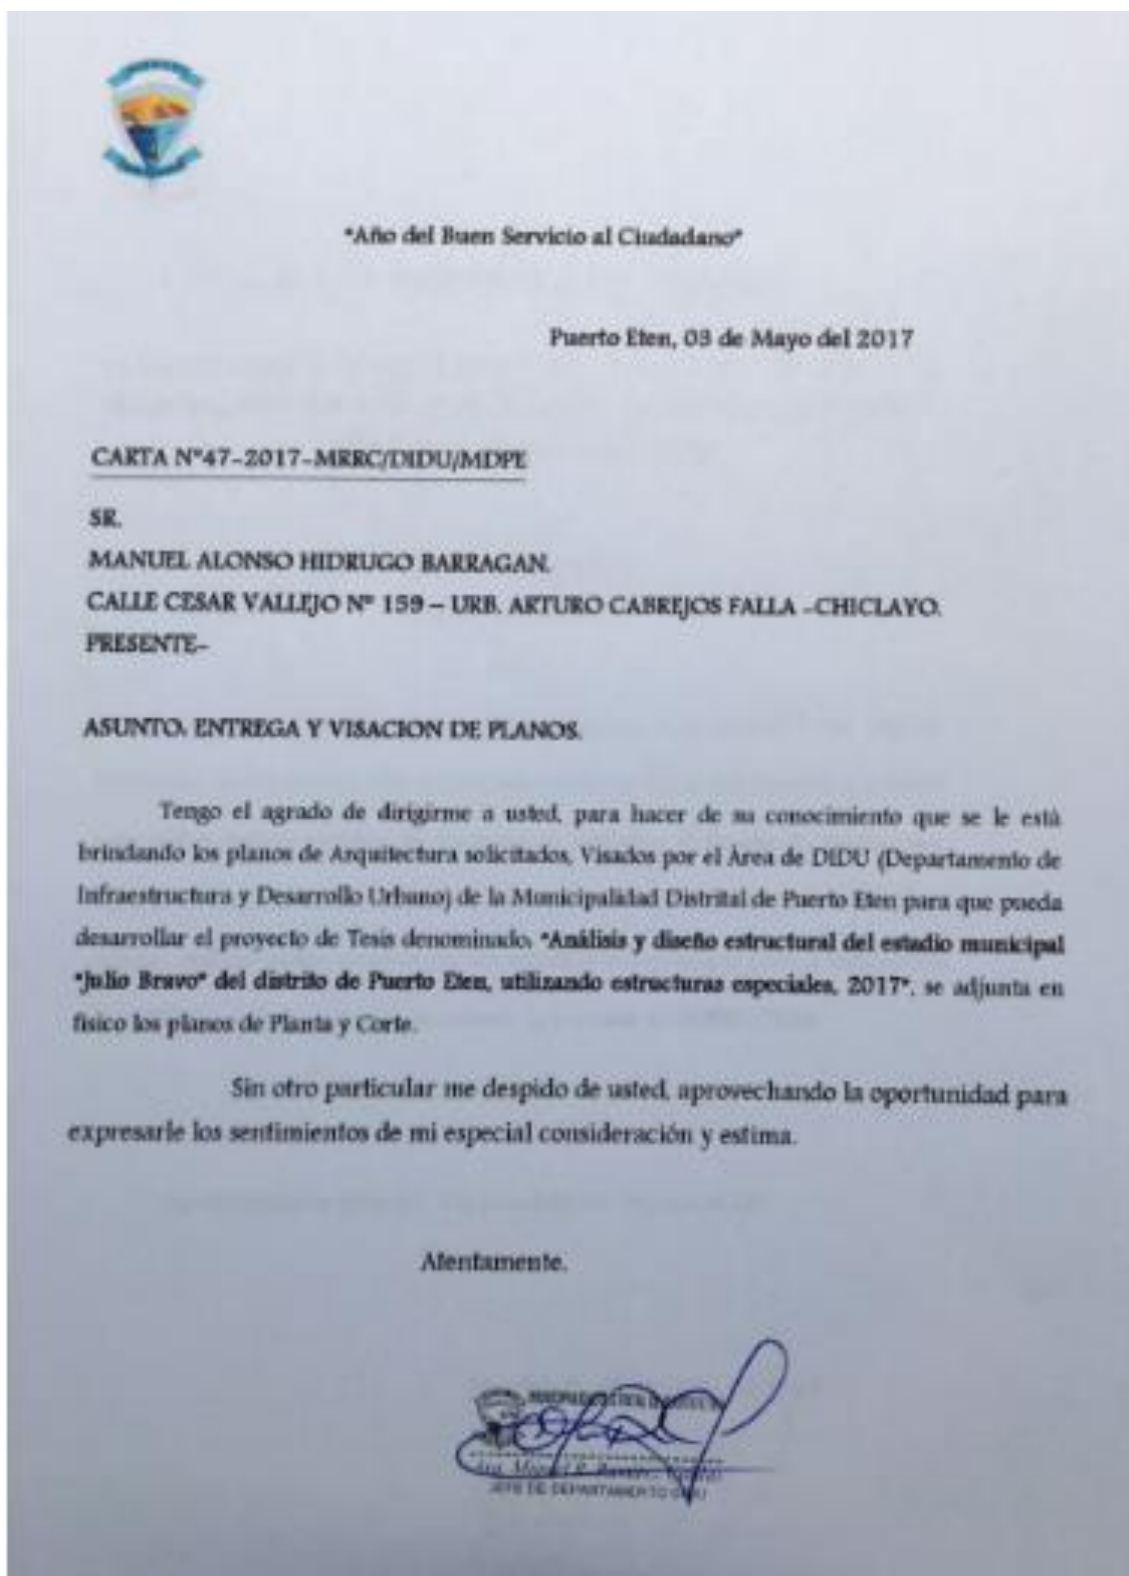 "Año del Buen Servicio al Ciudadano"
Puerto Eten, 03 de Mayo del 2017
CARTA N°47-2017-MRRC/DIDU/MDPE
SR.
MANUEL ALONSO HIDRUGO BARRAGAN.
CALLE CESAR VALLEJO Nº 159 – URB. ARTURO CABREJOS FALLA –CHICLAYO.
PRESENTE-
ASUNTO: ENTREGA Y VISACION DE PLANOS.
Tengo el agrado de dirigirme a usted, para hacer de su conocimiento que se le está
brindando los planos de Arquitectura solicitados, Visados por el Àrea de DIDU (Departamento de
Infraestructura y Desarrollo Urbano) de la Municipalidad Distrital de Puerto Eten para que pueda
desarrollar el proyecto de Tesis denominado: "Análisis y diseño estructural del estadio municipal
"Julio Bravo" del distrito de Puerto Eten, utilizando estructuras especiales, 2017", se adjunta en
fisico los planos de Planta y Corte.
Sin otro particular me despido de usted, aprovechando la oportunidad para
expresarle los sentimientos de mi especial consideración y estima.
Atentamente.
JEFE DE DEPARTAMENTO DIDU